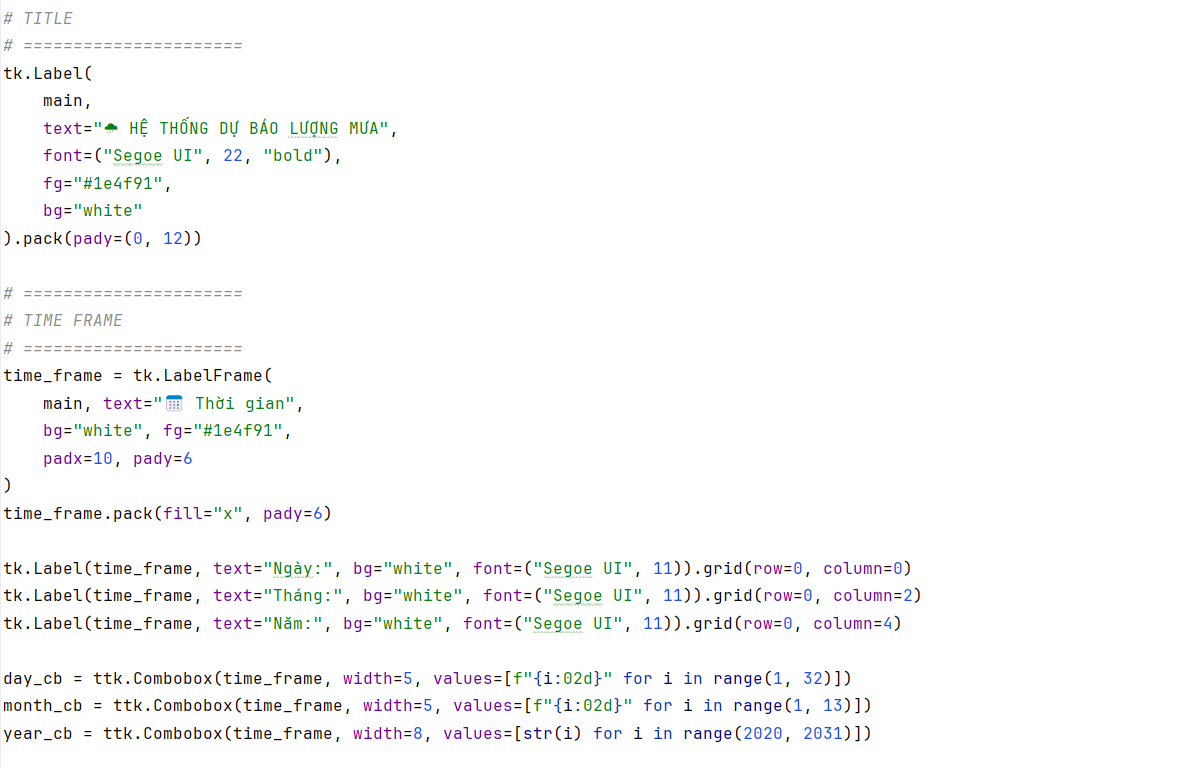 # TITLE
# ======================
tk.Label(
    main,
    text="🌧 HỆ THỐNG DỰ BÁO LƯỢNG MƯA",
    font=("Segoe UI", 22, "bold"),
    fg="#1e4f91",
    bg="white"
).pack(pady=(0, 12))

# ======================
# TIME FRAME
# ======================
time_frame = tk.LabelFrame(
    main, text="📅 Thời gian",
    bg="white", fg="#1e4f91",
    padx=10, pady=6
)
time_frame.pack(fill="x", pady=6)

tk.Label(time_frame, text="Ngày:", bg="white", font=("Segoe UI", 11)).grid(row=0, column=0)
tk.Label(time_frame, text="Tháng:", bg="white", font=("Segoe UI", 11)).grid(row=0, column=2)
tk.Label(time_frame, text="Năm:", bg="white", font=("Segoe UI", 11)).grid(row=0, column=4)

day_cb = ttk.Combobox(time_frame, width=5, values=[f"{i:02d}" for i in range(1, 32)])
month_cb = ttk.Combobox(time_frame, width=5, values=[f"{i:02d}" for i in range(1, 13)])
year_cb = ttk.Combobox(time_frame, width=8, values=[str(i) for i in range(2020, 2031)])